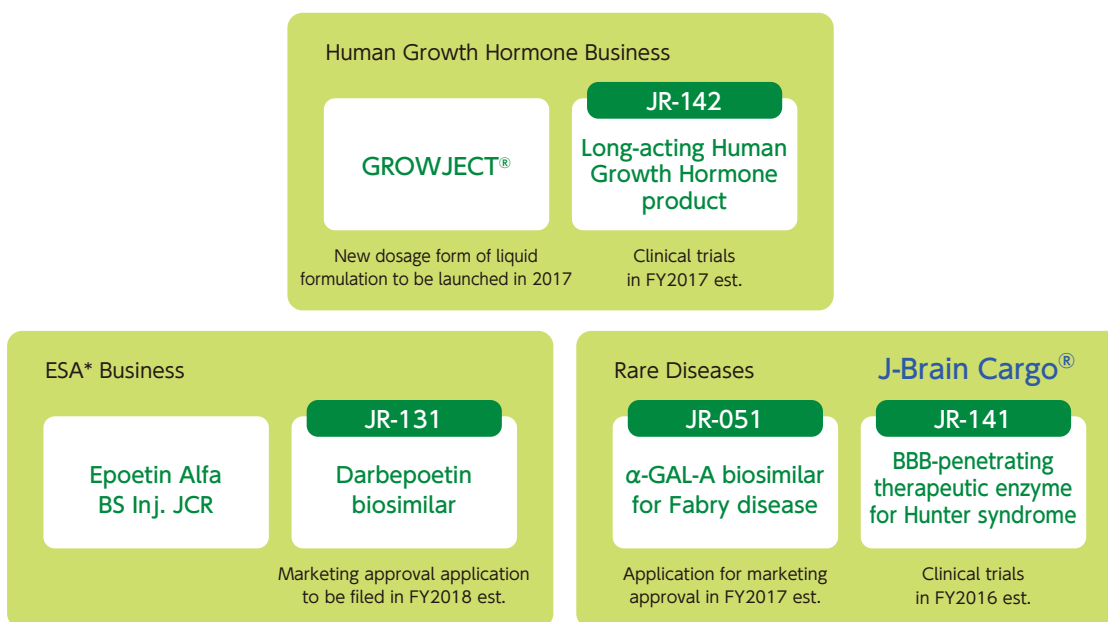 Human Growth Hormone Business
GROWJECT®
New dosage form of liquid
formulation to be launched in 2017
JR-142
Long-acting Human
Growth Hormone
product
Clinical trials
in FY2017 est.
ESA* Business
Epoetin Alfa
BS Inj. JCR
JR-131
Darbepoetin
biosimilar
Marketing approval application
to be filed in FY2018 est.
Rare Diseases
J-Brain Cargo®
JR-051
α-GAL-A biosimilar
for Fabry disease
Application for marketing
approval in FY2017 est.
JR-141
BBB-penetrating
therapeutic enzyme
for Hunter syndrome
Clinical trials
in FY2016 est.